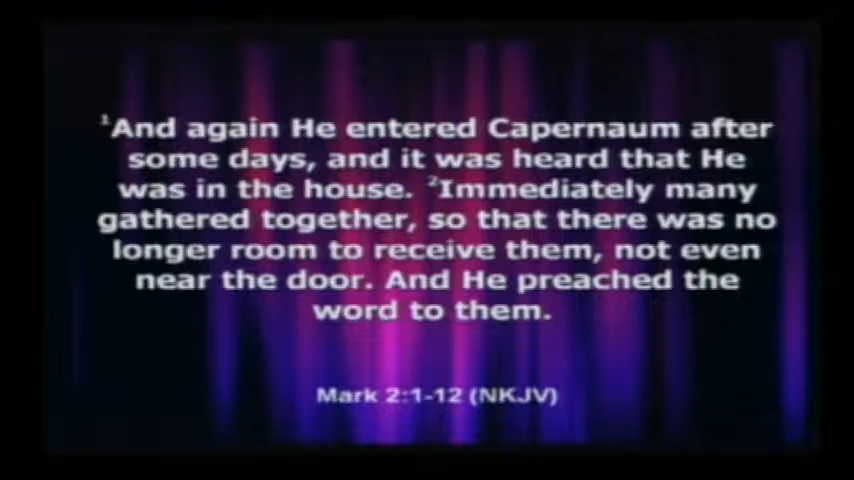 ¹And again He entered Capernaum after
some days, and it was heard that He
was in the house. ²Immediately many
gathered together, so that there was no
longer room to receive them, not even
near the door. And He preached the
word to them.
Mark 2:1-12 (NKJV)